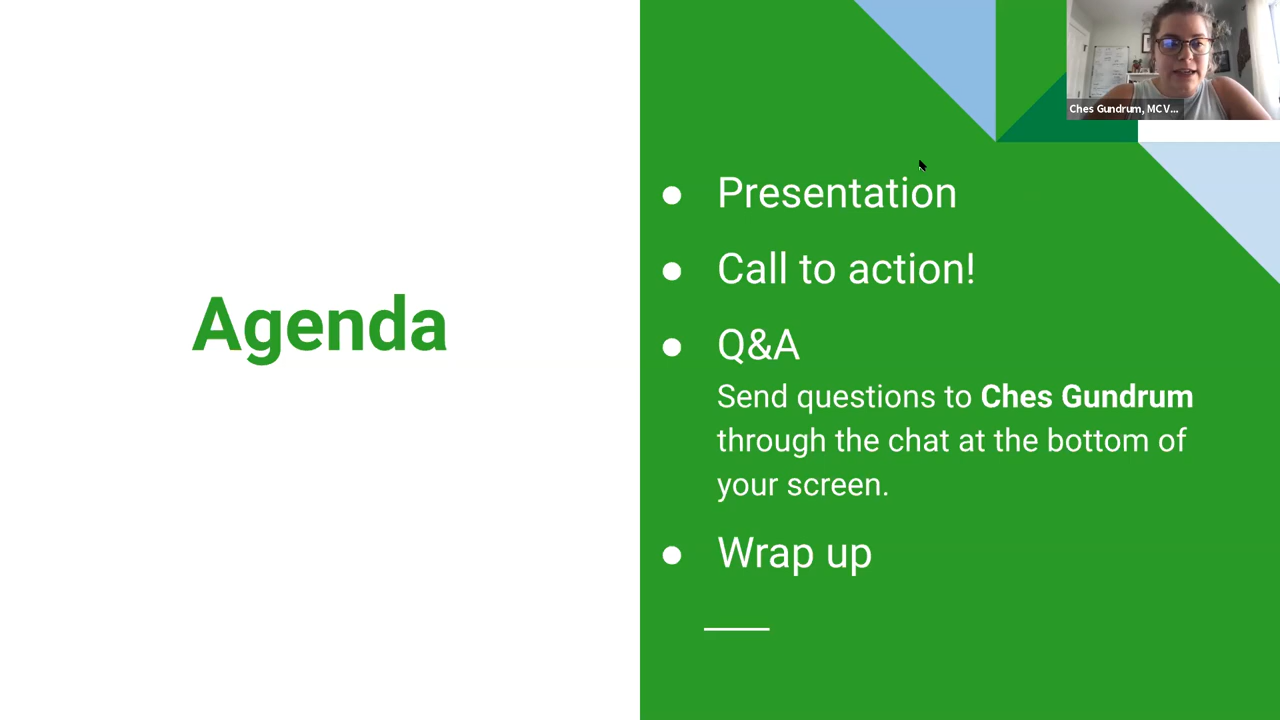 Ches Gundrum, MCV...
Agenda
● Presentation
● Call to action!
● Q&A
Send questions to Ches Gundrum
through the chat at the bottom of
your screen.
● Wrap up